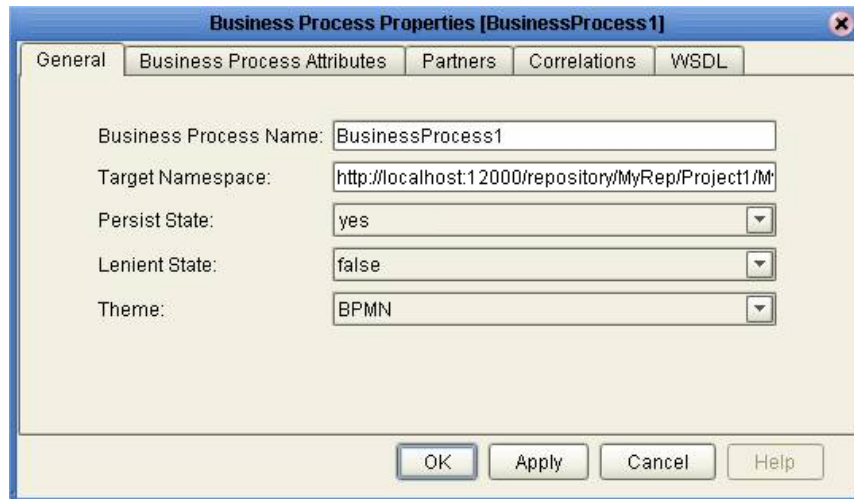 Business Process Properties [BusinessProcess1]
General Business Process Attributes Partners Correlations WSDL
Business Process Name: BusinessProcess1
Target Namespace: http://localhost:12000/repository/MyRep/Project1/M
Persist State: yes
Lenient State: false
Theme: BPMN
OK Apply Cancel Help